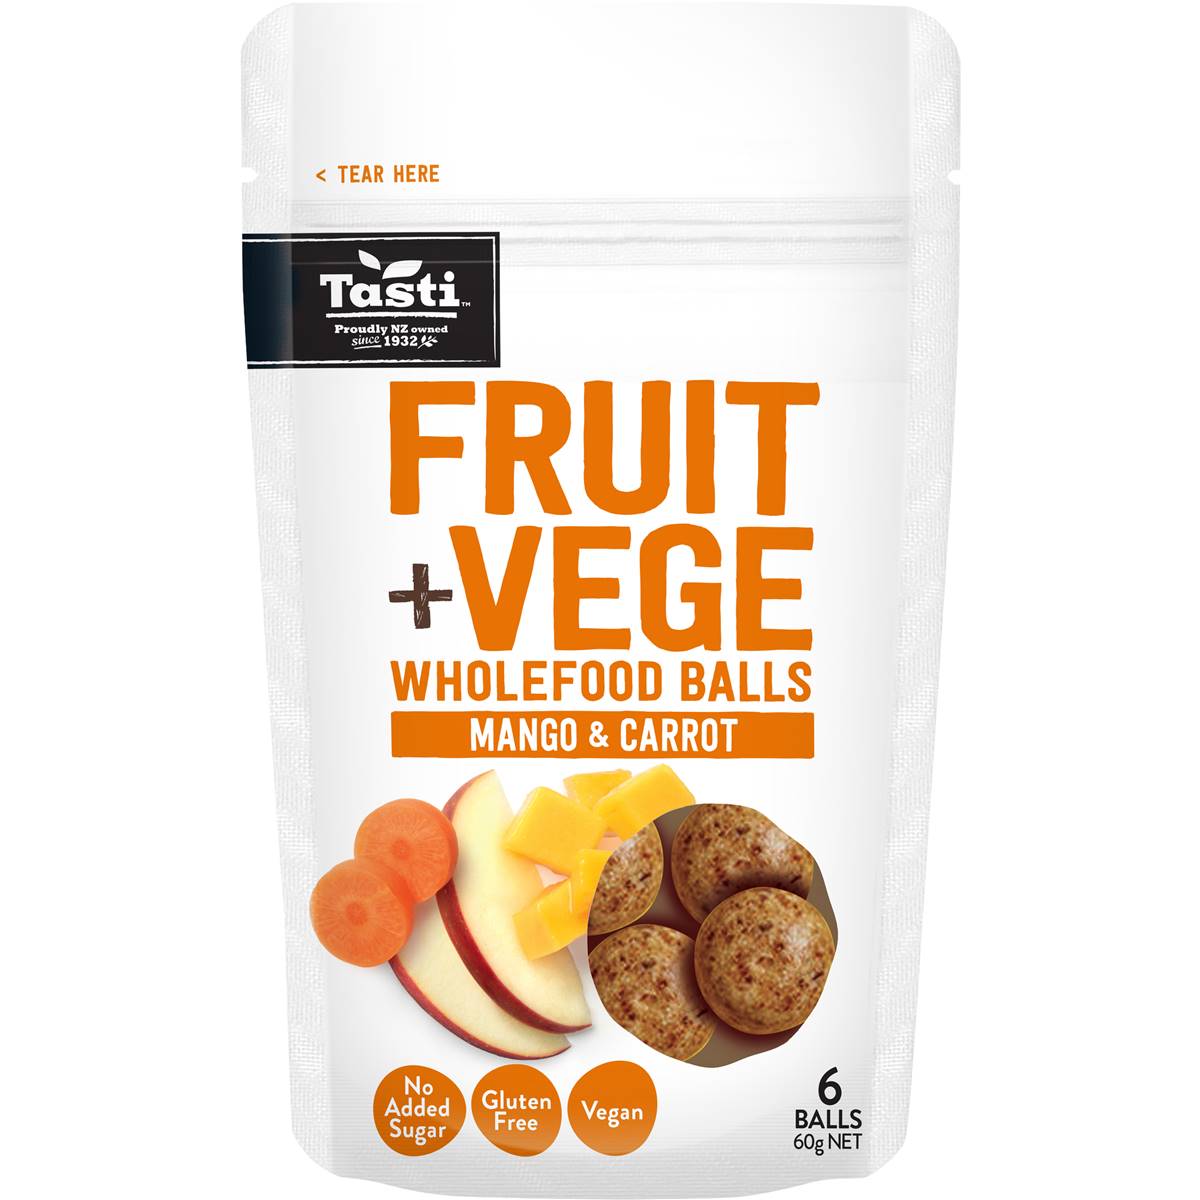 < TEAR HERE
Tasti™
Proudly NZ owned
since 1932
FRUIT
+VEGE
WHOLEFOOD BALLS
MANGO & CARROT
No
Added
Sugar
Gluten
Free
Vegan
6
BALLS
60g NET